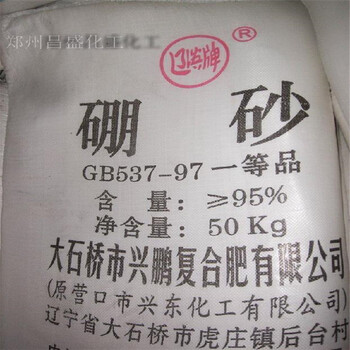 郑州昌盛化工化工
辽滨牌 ®
硼 砂
GB537-97 一等品
含 量: ≥95%
净含量: 50 Kg
大石桥市兴鹏复合肥有限公司
(原营口市兴东化工有限公司)
辽宁省大石桥市虎庄镇后台村